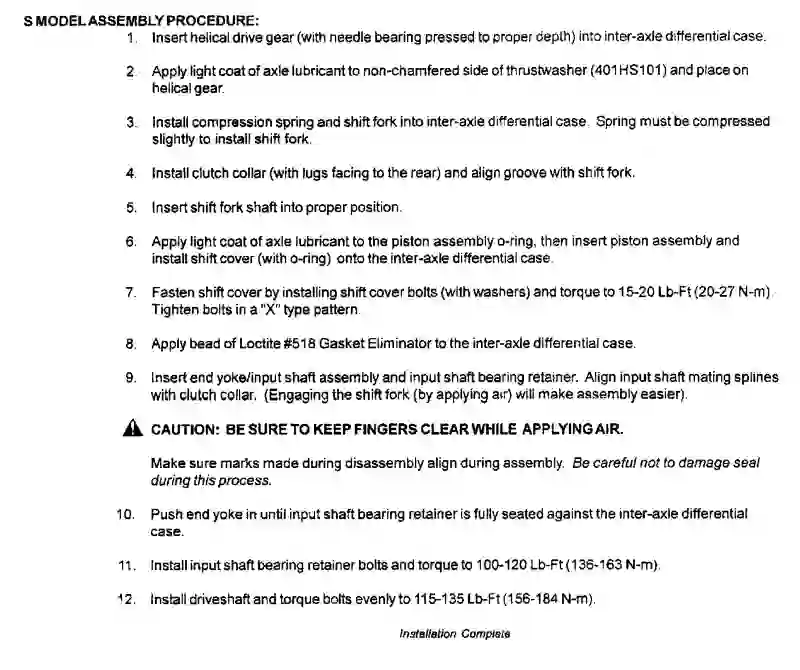 S MODEL ASSEMBLY PROCEDURE:
1. Insert helical drive gear (with needle bearing pressed to proper depth) into inter-axle differential case.
2. Apply light coat of axle lubricant to non-chamfered side of thrustwasher (401HS101) and place on
helical gear.
3. Install compression spring and shift fork into inter-axle differential case. Spring must be compressed
slightly to install shift fork.
4. Install clutch collar (with lugs facing to the rear) and align groove with shift fork.
5. Insert shift fork shaft into proper position.
6. Apply light coat of axle lubricant to the piston assembly o-ring, then insert piston assembly and
install shift cover (with o-ring) onto the inter-axle differential case.
7. Fasten shift cover by installing shift cover bolts (with washers) and torque to 15-20 Lb-Ft (20-27 N-m).
Tighten bolts in a "X" type pattern.
8. Apply bead of Loctite #518 Gasket Eliminator to the inter-axle differential case.
9. Insert end yoke/input shaft assembly and input shaft bearing retainer. Align input shaft mating splines
with clutch collar. (Engaging the shift fork (by applying air) will make assembly easier).
CAUTION: BE SURE TO KEEP FINGERS CLEAR WHILE APPLYING AIR.
Make sure marks made during disassembly align during assembly. Be careful not to damage seal
during this process.
10. Push end yoke in until input shaft bearing retainer is fully seated against the inter-axle differential
case.
11. Install input shaft bearing retainer bolts and torque to 100-120 Lb-Ft (136-163 N-m).
12. Install driveshaft and torque bolts evenly to 115-135 Lb-Ft (156-184 N-m).
Installation Complete